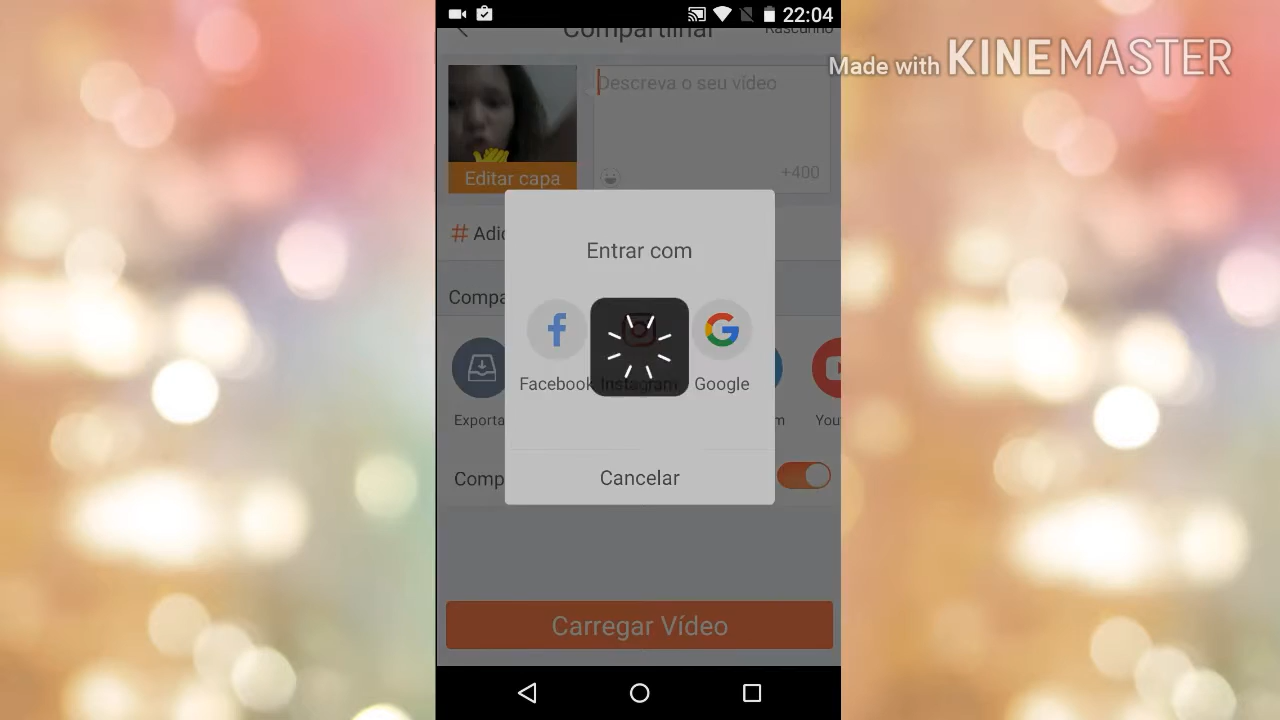 22:04
Made with KINEMASTER
Compartilhar
Rascunho
Descreva o seu vídeo
+400
Editar capa
# Adic
Entrar com
Compa
Facebook
Instagram
Google
Exporta
m
You
Comp
Cancelar
Carregar Vídeo